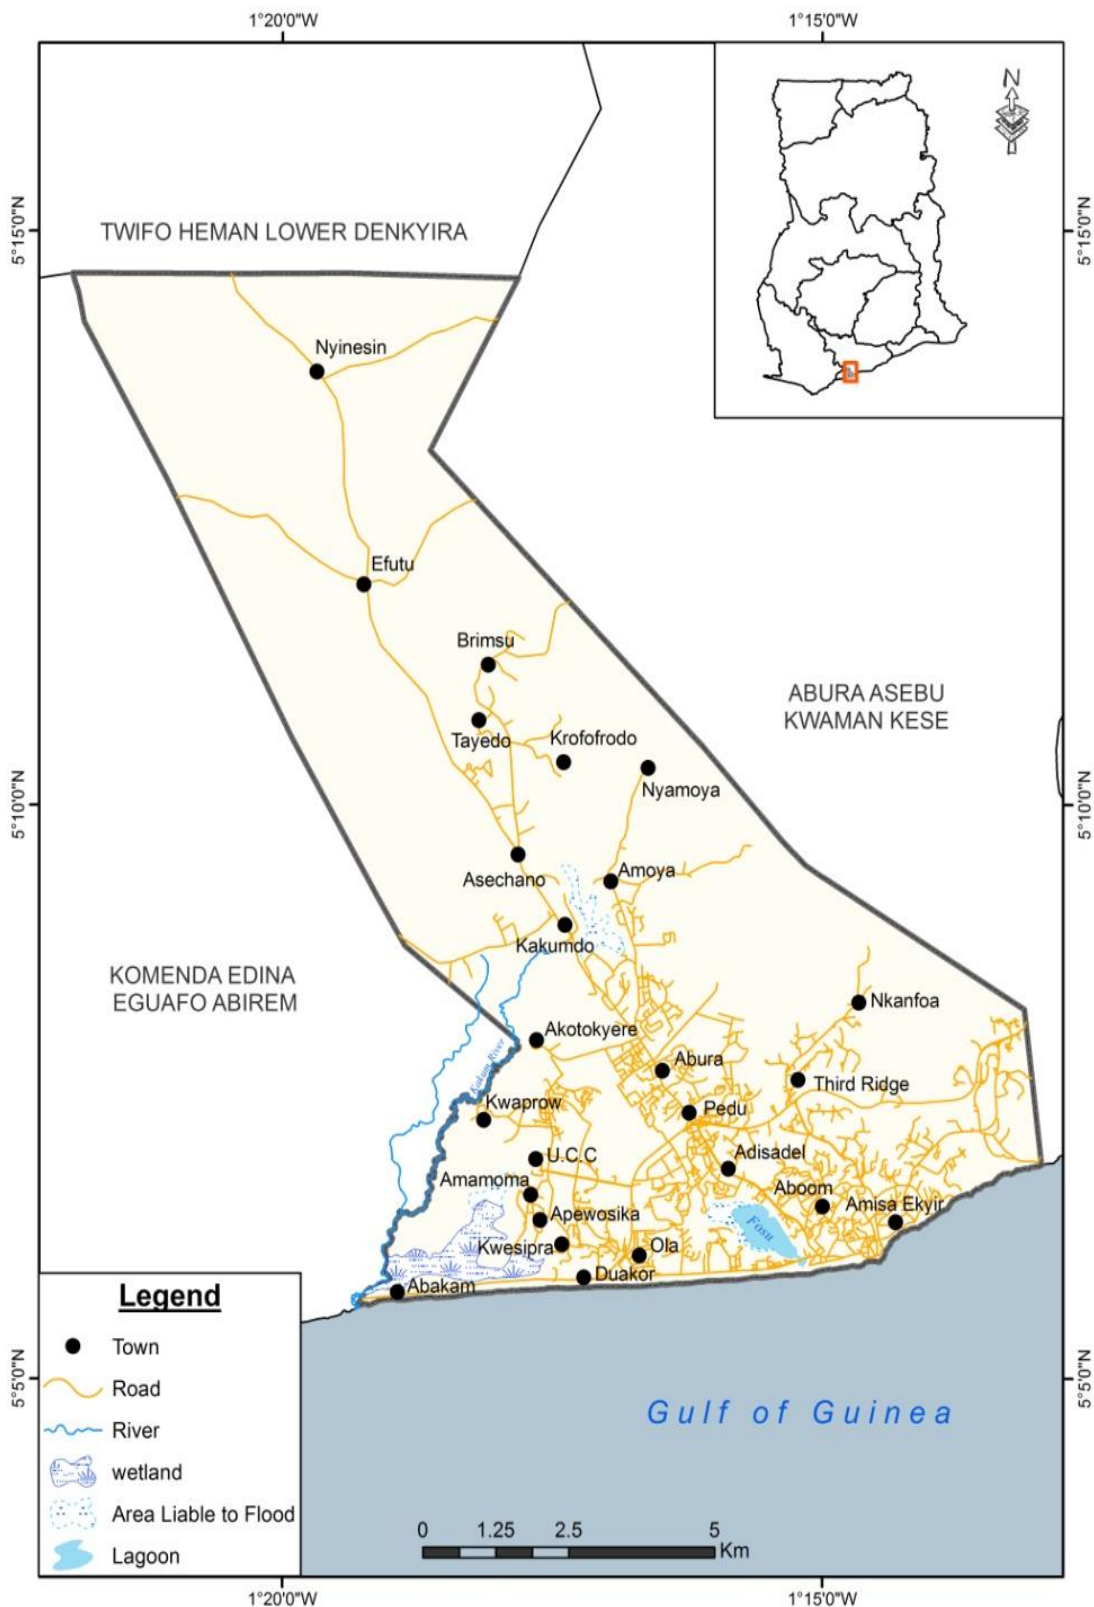 1°20'0"W
1°15'0"W
N
5°15'0"N
5°15'0"N
TWIFO HEMAN LOWER DENKYIRA
Nyinesin
Efutu
Brimsu
ABURA ASEBU
KWAMAN KESE
Tayedo
Krofofrodo
Nyamoya
5°10'0"N
5°10'0"N
Asechano
Amoya
Kakumdo
KOMENDA EDINA
EGUAFO ABIREM
Nkanfoa
Akotokyere
Kakum River
Abura
Third Ridge
Kwaprow
Pedu
U.C.C
Adisadel
Amamoma
Aboom
Amisa Ekyir
Apewosika
Fosu
Kwesipra
Ola
Duakor
Abakam
Legend
Town
Road
River
wetland
Area Liable to Flood
Lagoon
5°5'0"N
5°5'0"N
Gulf of Guinea
0 1.25 2.5 5
Km
1°20'0"W
1°15'0"W